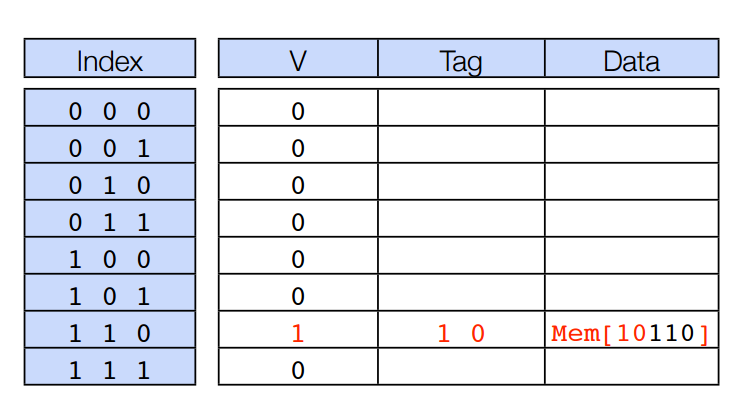 Index V Tag Data
0 0 0 0
0 0 1 0
0 1 0 0
0 1 1 0
1 0 0 0
1 0 1 0
1 1 0 1 1 0 Mem[10110]
1 1 1 0